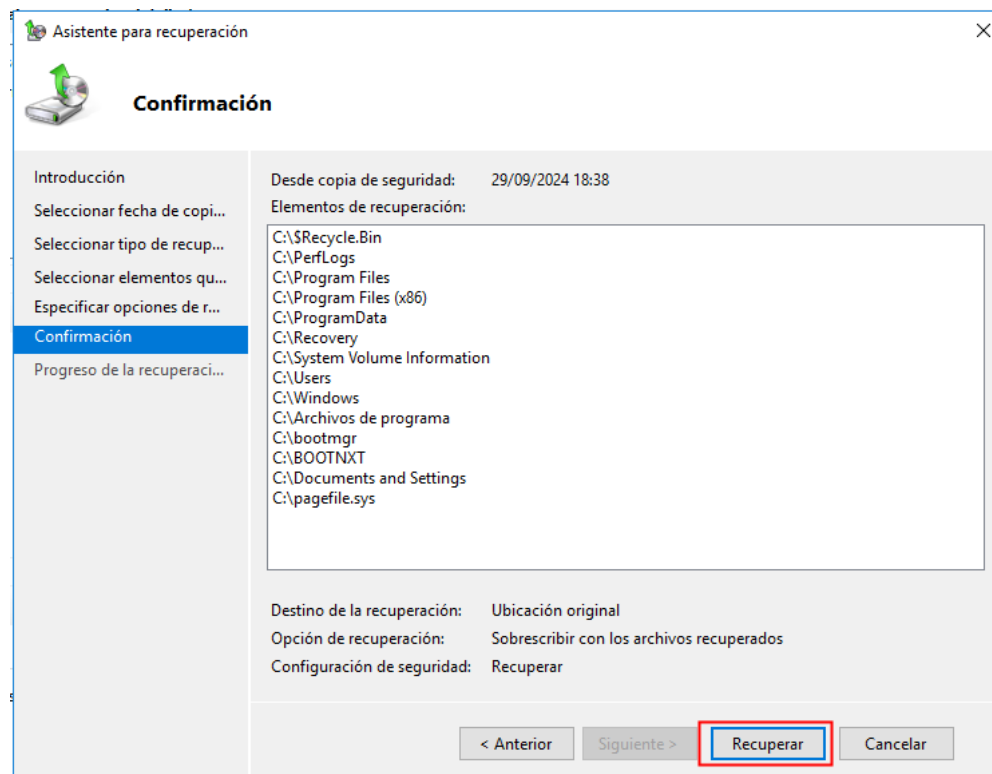 Asistente para recuperación
Confirmación
Introducción
Seleccionar fecha de copi...
Seleccionar tipo de recup...
Seleccionar elementos qu...
Especificar opciones de r...
Confirmación
Progreso de la recuperaci...
Desde copia de seguridad: 29/09/2024 18:38
Elementos de recuperación:
C:\$Recycle.Bin
C:\PerfLogs
C:\Program Files
C:\Program Files (x86)
C:\ProgramData
C:\Recovery
C:\System Volume Information
C:\Users
C:\Windows
C:\Archivos de programa
C:\bootmgr
C:\BOOTNXT
C:\Documents and Settings
C:\pagefile.sys
Destino de la recuperación: Ubicación original
Opción de recuperación: Sobrescribir con los archivos recuperados
Configuración de seguridad: Recuperar
< Anterior Siguiente > Recuperar Cancelar